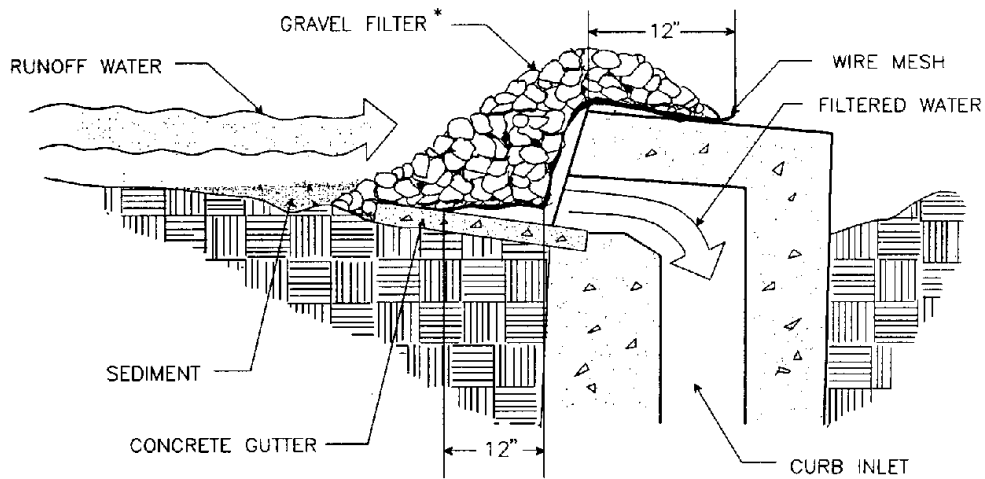 GRAVEL FILTER*
12"
RUNOFF WATER
WIRE MESH
FILTERED WATER
SEDIMENT
CONCRETE GUTTER
12"
CURB INLET